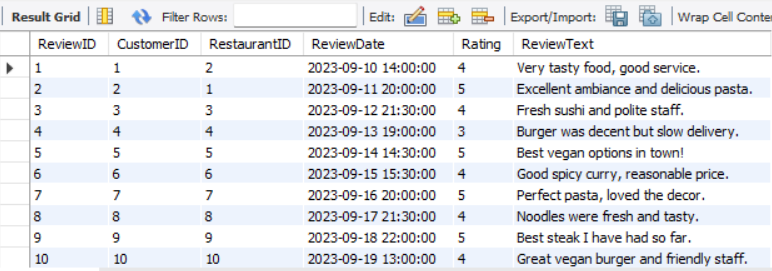 Result Grid Filter Rows: Edit: Export/Import: Wrap Cell Conte
ReviewID CustomerID RestaurantID ReviewDate Rating ReviewText
1 1 2 2023-09-10 14:00:00 4 Very tasty food, good service.
2 2 1 2023-09-11 20:00:00 5 Excellent ambiance and delicious pasta.
3 3 3 2023-09-12 21:30:00 4 Fresh sushi and polite staff.
4 4 4 2023-09-13 19:00:00 3 Burger was decent but slow delivery.
5 5 5 2023-09-14 14:30:00 5 Best vegan options in town!
6 6 6 2023-09-15 15:30:00 4 Good spicy curry, reasonable price.
7 7 7 2023-09-16 20:00:00 5 Perfect pasta, loved the decor.
8 8 8 2023-09-17 21:30:00 4 Noodles were fresh and tasty.
9 9 9 2023-09-18 22:00:00 5 Best steak I have had so far.
10 10 10 2023-09-19 13:00:00 4 Great vegan burger and friendly staff.